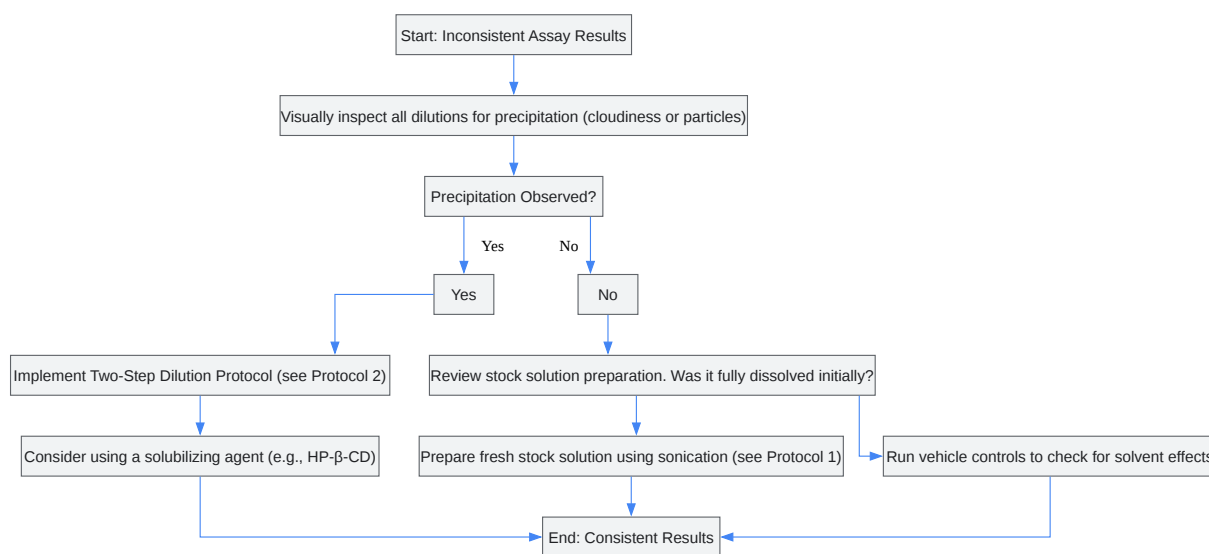 Start: Inconsistent Assay Results
Visually inspect all dilutions for precipitation (cloudiness or particles)
Precipitation Observed?
Yes
No
Yes
No
Implement Two-Step Dilution Protocol (see Protocol 2)
Review stock solution preparation. Was it fully dissolved initially?
Consider using a solubilizing agent (e.g., HP-β-CD)
Prepare fresh stock solution using sonication (see Protocol 1)
Run vehicle controls to check for solvent effects
End: Consistent Results